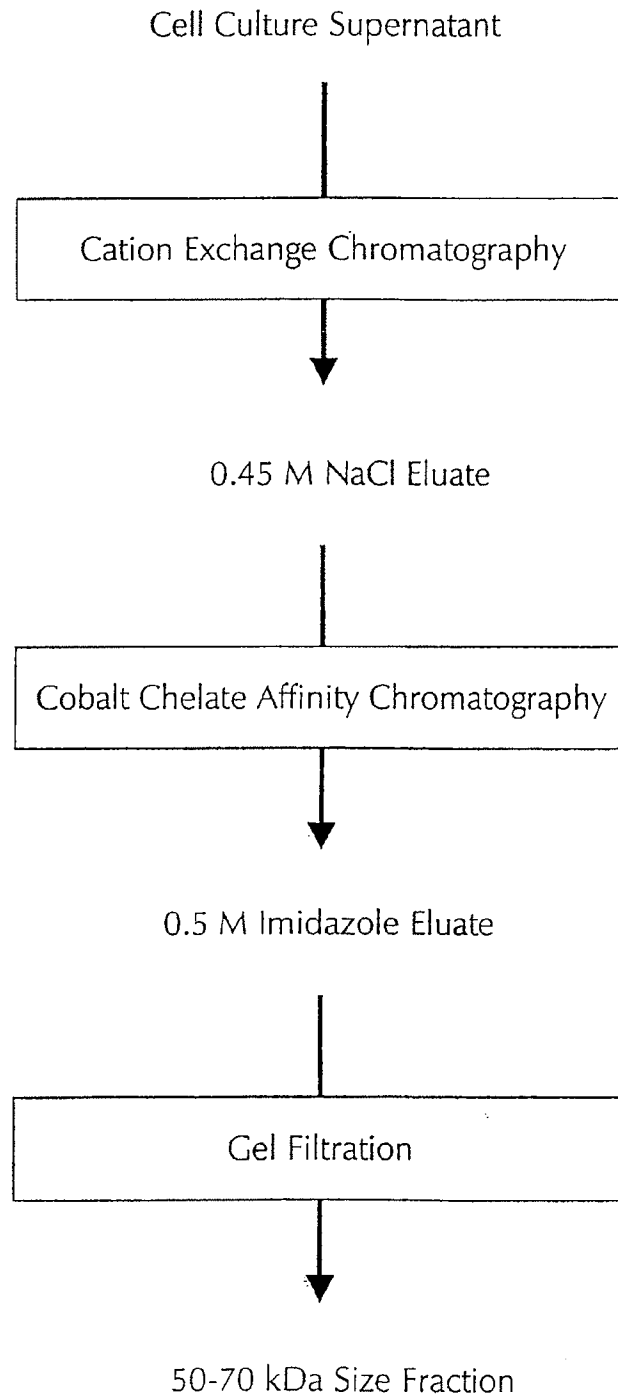 Cell Culture Supernatant
Cation Exchange Chromatography
0.45 M NaCl Eluate
Cobalt Chelate Affinity Chromatography
0.5 M Imidazole Eluate
Gel Filtration
50-70 kDa Size Fraction